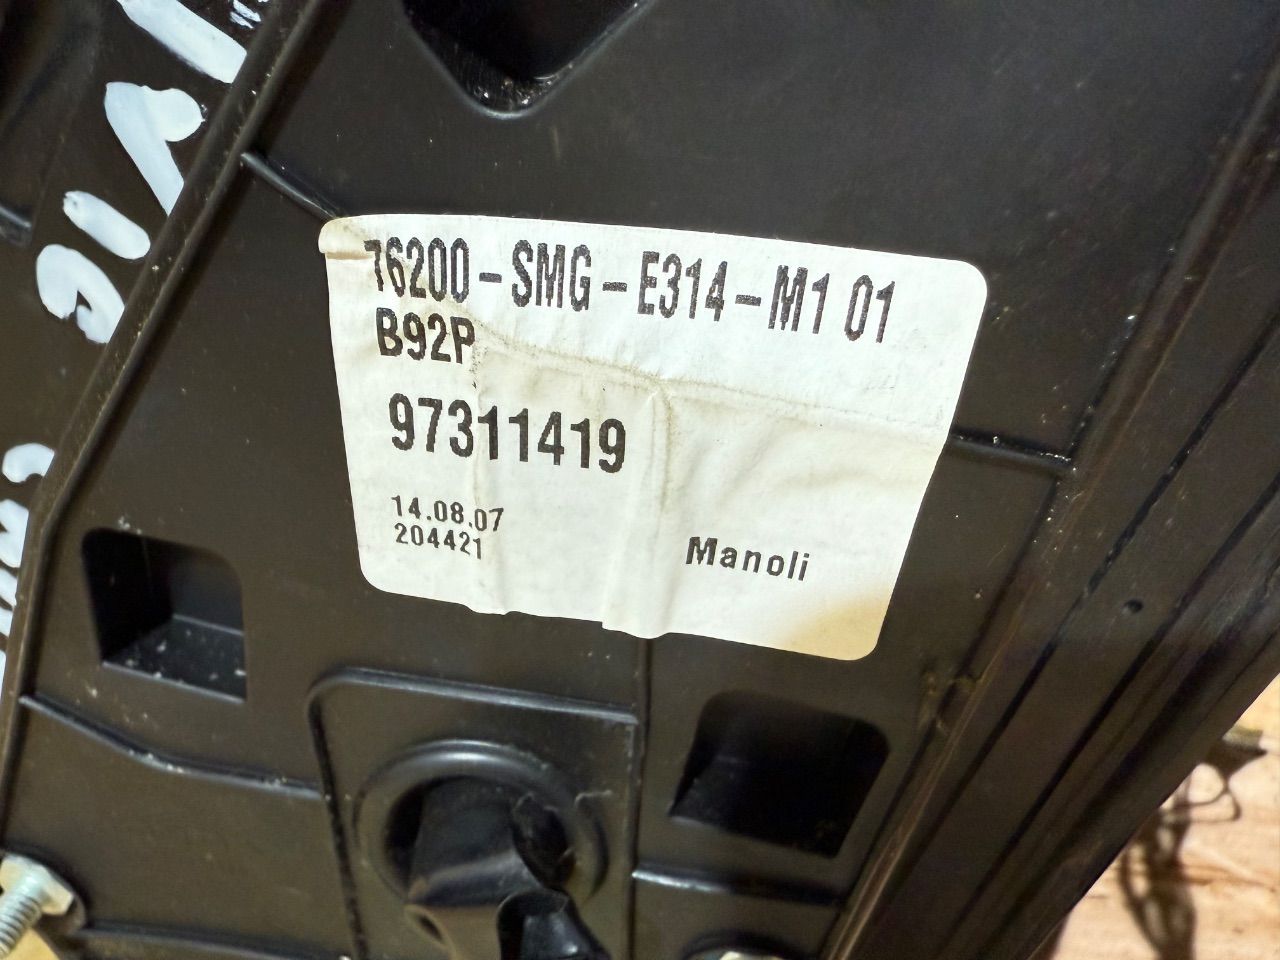 76200-SMG-E314-M1 01
B92P
97311419
14.08.07
204421
Manoli